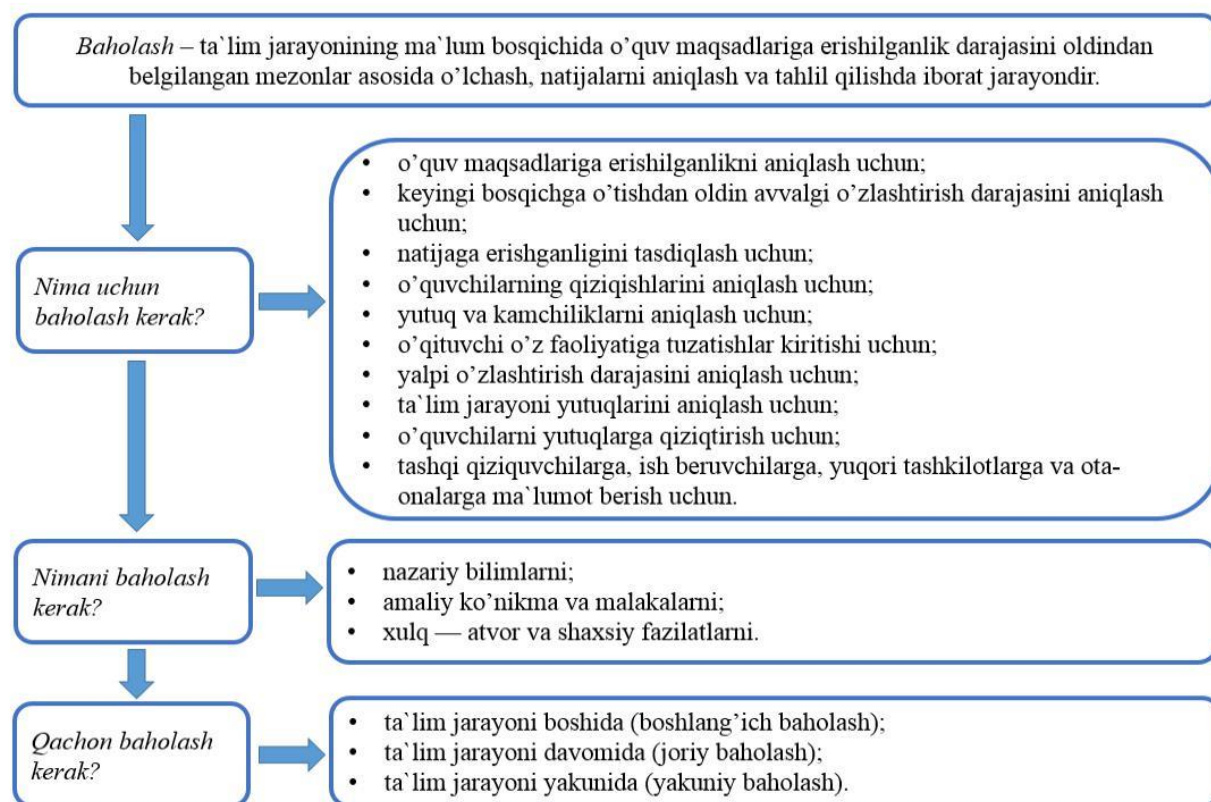 Baholash – ta`lim jarayonining ma`lum bosqichida o’quv maqsadlariga erishilganlik darajasini oldindan
belgilangan mezonlar asosida o’lchash, natijalarni aniqlash va tahlil qilishda iborat jarayondir.
Nima uchun
baholash kerak?
• o’quv maqsadlariga erishilganlikni aniqlash uchun;
• keyingi bosqichga o’tishdan oldin avvalgi o’zlashtirish darajasini aniqlash
uchun;
• natijaga erishganligini tasdiqlash uchun;
• o’quvchilarning qiziqishlarini aniqlash uchun;
• yutuq va kamchiliklarni aniqlash uchun;
• o’qituvchi o’z faoliyatiga tuzatishlar kiritishi uchun;
• yalpi o’zlashtirish darajasini aniqlash uchun;
• ta`lim jarayoni yutuqlarini aniqlash uchun;
• o’quvchilarni yutuqlarga qiziqtirish uchun;
• tashqi qiziquvchilarga, ish beruvchilarga, yuqori tashkilotlarga va ota-
onalarga ma`lumot berish uchun.
Nimani baholash
kerak?
• nazariy bilimlarni;
• amaliy ko’nikma va malakalarni;
• xulq — atvor va shaxsiy fazilatlarni.
Qachon baholash
kerak?
• ta`lim jarayoni boshida (boshlang’ich baholash);
• ta`lim jarayoni davomida (joriy baholash);
• ta`lim jarayoni yakunida (yakuniy baholash).